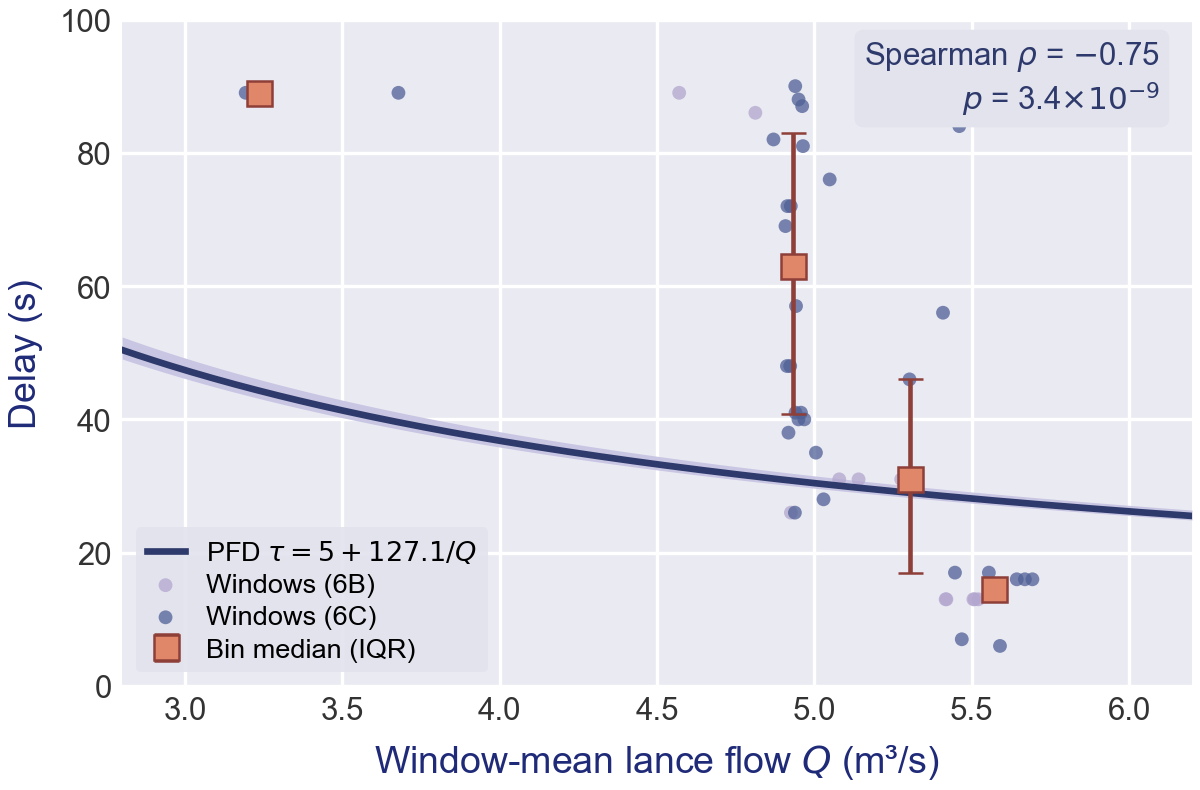 Spearman ρ = −0.75
p = 3.4×10⁻⁹
100
80
60
40
20
0
Delay (s)
PFD τ = 5 + 127.1/Q
Windows (6B)
Windows (6C)
Bin median (IQR)
3.0 3.5 4.0 4.5 5.0 5.5 6.0
Window-mean lance flow Q (m³/s)